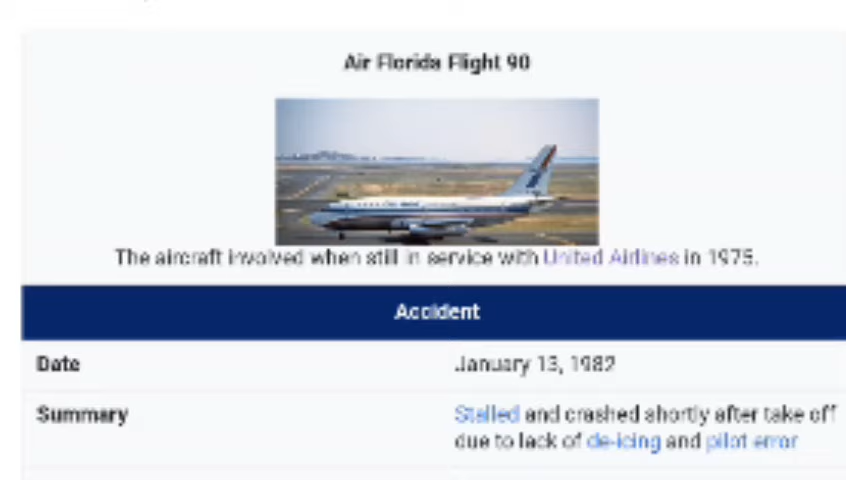 Air Florida Flight 90
The aircraft involved when still in service with United Airlines in 1975.
Accident
Date January 13, 1982
Summary Stalled and crashed shortly after take off
due to lack of de-icing and pilot error